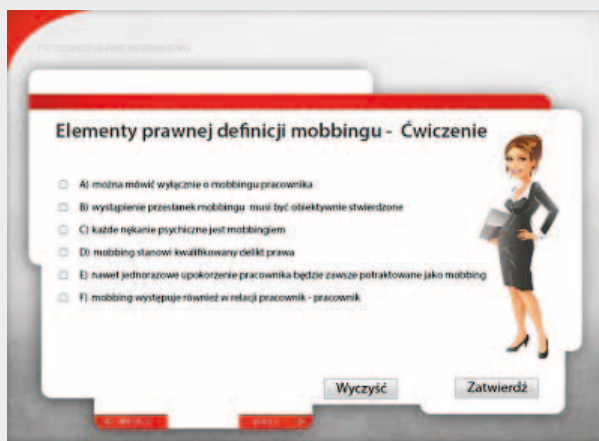 Elementy prawnej definicji mobbingu - Ćwiczenie
A) można mówić wyłącznie o mobbingu pracownika
B) wystąpienie przesłanek mobbingu musi być obiektywnie stwierdzone
C) każde nękanie psychiczne jest mobbingiem
D) mobbing stanowi kwalifikowany delikt prawa
E) nawet jednorazowe upokorzenie pracownika będzie zawsze potraktowane jako mobbing
F) mobbing występuje również w relacji pracownik - pracownik
Wyczyść
Zatwierdź